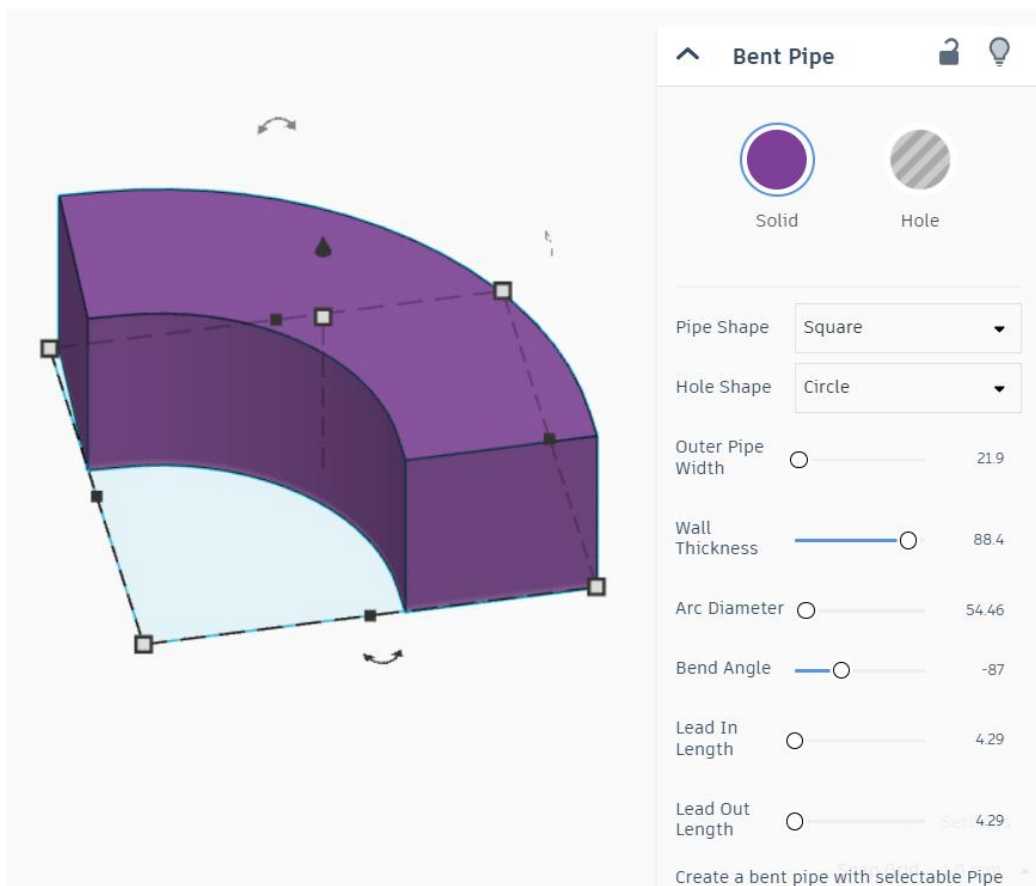 Bent Pipe
Solid
Hole
Pipe Shape
Square
Hole Shape
Circle
Outer Pipe
Width
21.9
Wall
Thickness
88.4
Arc Diameter
54.46
Bend Angle
-87
Lead In
Length
4.29
Lead Out
Length
4.29
Create a bent pipe with selectable Pipe